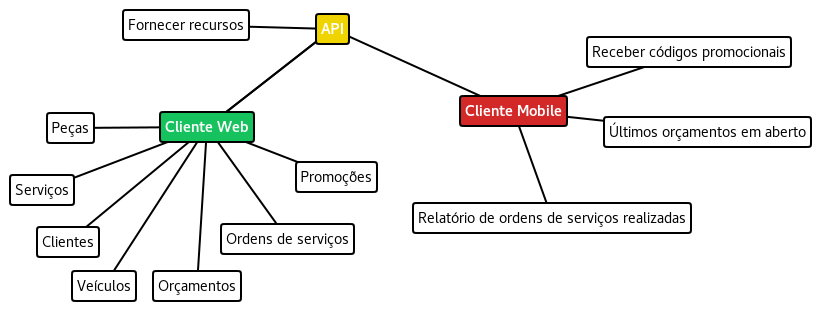 Fornecer recursos
API
Receber códigos promocionais
Cliente Mobile
Peças
Cliente Web
Últimos orçamentos em aberto
Serviços
Promoções
Relatório de ordens de serviços realizadas
Clientes
Ordens de serviços
Veículos
Orçamentos